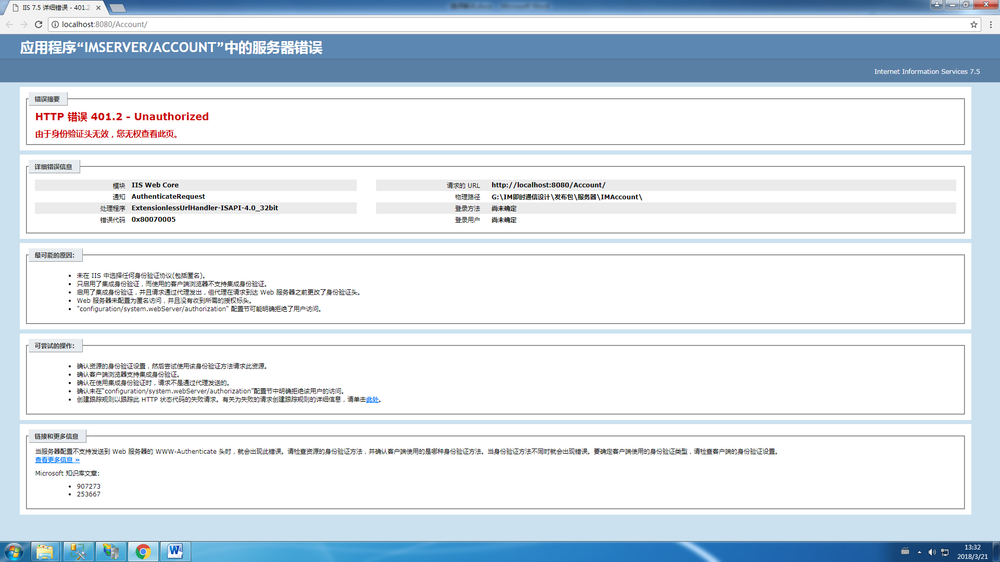 IIS 7.5 详细错误 - 401.2
localhost:8080/Account/
应用程序“IMSERVER/ACCOUNT”中的服务器错误
Internet Information Services 7.5
错误摘要
HTTP 错误 401.2 - Unauthorized
由于身份验证头无效，您无权查看此页。
详细错误信息
模块 IIS Web Core
通知 AuthenticateRequest
处理程序 ExtensionlessUrlHandler-ISAPI-4.0_32bit
错误代码 0x80070005
请求的 URL http://localhost:8080/Account/
物理路径 G:\IM即时通信设计\发布包\服务器\IMAccount\
登录方法 尚未确定
登录用户 尚未确定
最可能的原因:
• 未在 IIS 中选择任何身份验证协议(包括匿名)。
• 只启用了集成身份验证，而使用的客户端浏览器不支持集成身份验证。
• 启用了集成身份验证，并且请求通过代理发出，但代理在请求到达 Web 服务器之前更改了身份验证头。
• Web 服务器未配置为匿名访问，并且没有收到所需的授权标头。
• "configuration/system.webServer/authorization" 配置节可能明确拒绝了用户访问。
可尝试的操作:
• 确认资源的身份验证设置，然后尝试使用该身份验证方法请求此资源。
• 确认客户端浏览器支持集成身份验证。
• 确认在使用集成身份验证时，请求不是通过代理发送的。
• 确认未在“configuration/system.webServer/authorization”配置节中明确拒绝该用户的访问。
• 创建跟踪规则以跟踪此 HTTP 状态代码的失败请求。有关为失败的请求创建跟踪规则的详细信息，请单击此处。
链接和更多信息
当服务器配置不支持发送到 Web 服务器的 WWW-Authenticate 头时，就会出现此错误。请检查资源的身份验证方法，并确认客户端使用的是哪种身份验证方法。当身份验证方法不同时就会出现错误。要确定客户端使用的身份验证类型，请检查客户端的身份验证设置。
查看更多信息 »
Microsoft 知识库文章:
• 907273
• 253667
13:32
2018/3/21